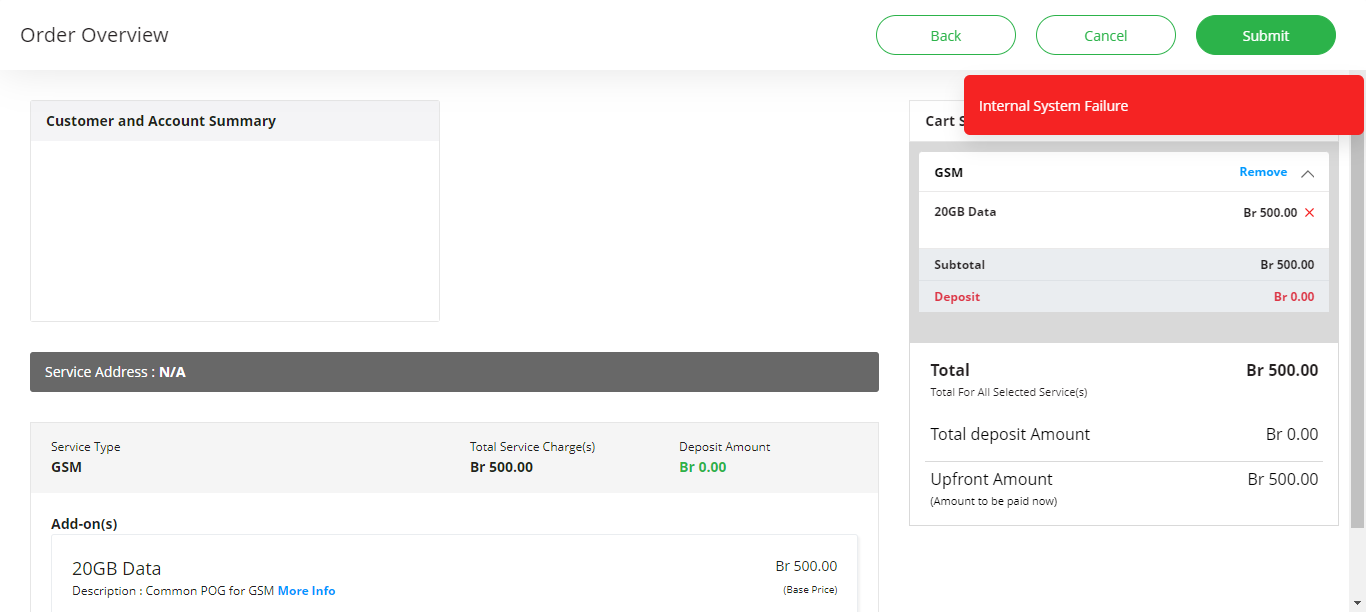 Order Overview
Back
Cancel
Submit
Internal System Failure
Customer and Account Summary
Cart S
GSM
Remove
20GB Data
Br 500.00
Subtotal
Br 500.00
Deposit
Br 0.00
Service Address : N/A
Total
Br 500.00
Total For All Selected Service(s)
Total deposit Amount
Br 0.00
Upfront Amount
Br 500.00
(Amount to be paid now)
Service Type
Total Service Charge(s)
Deposit Amount
GSM
Br 500.00
Br 0.00
Add-on(s)
20GB Data
Br 500.00
Description : Common POG for GSM More Info
(Base Price)